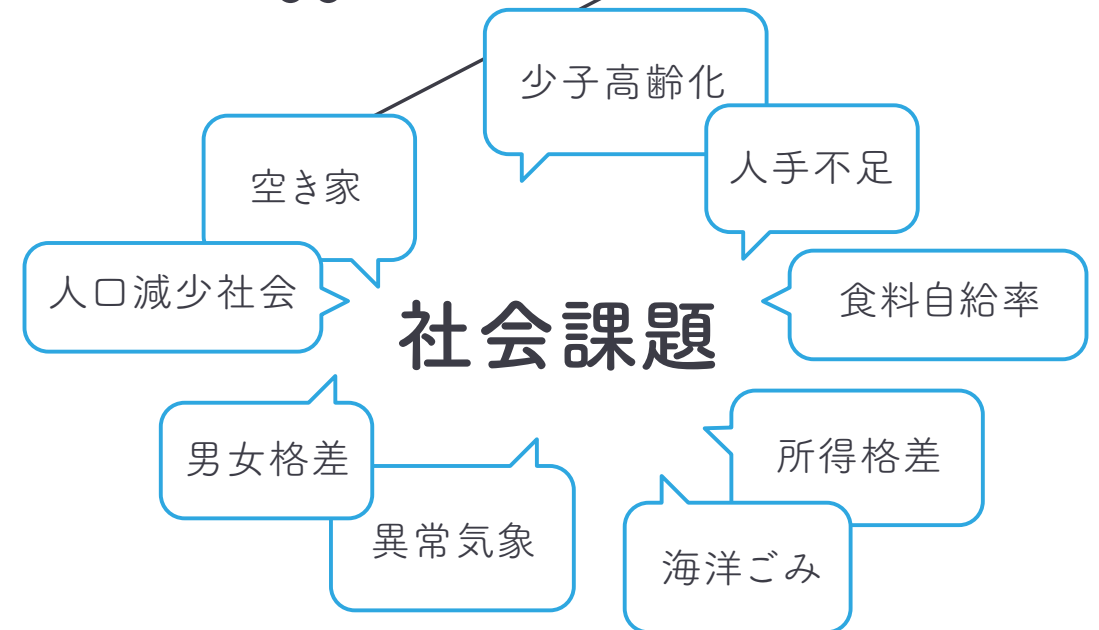 少子高齢化
人手不足
空き家
人口減少社会
食料自給率
社会課題
男女格差
所得格差
異常気象
海洋ごみ